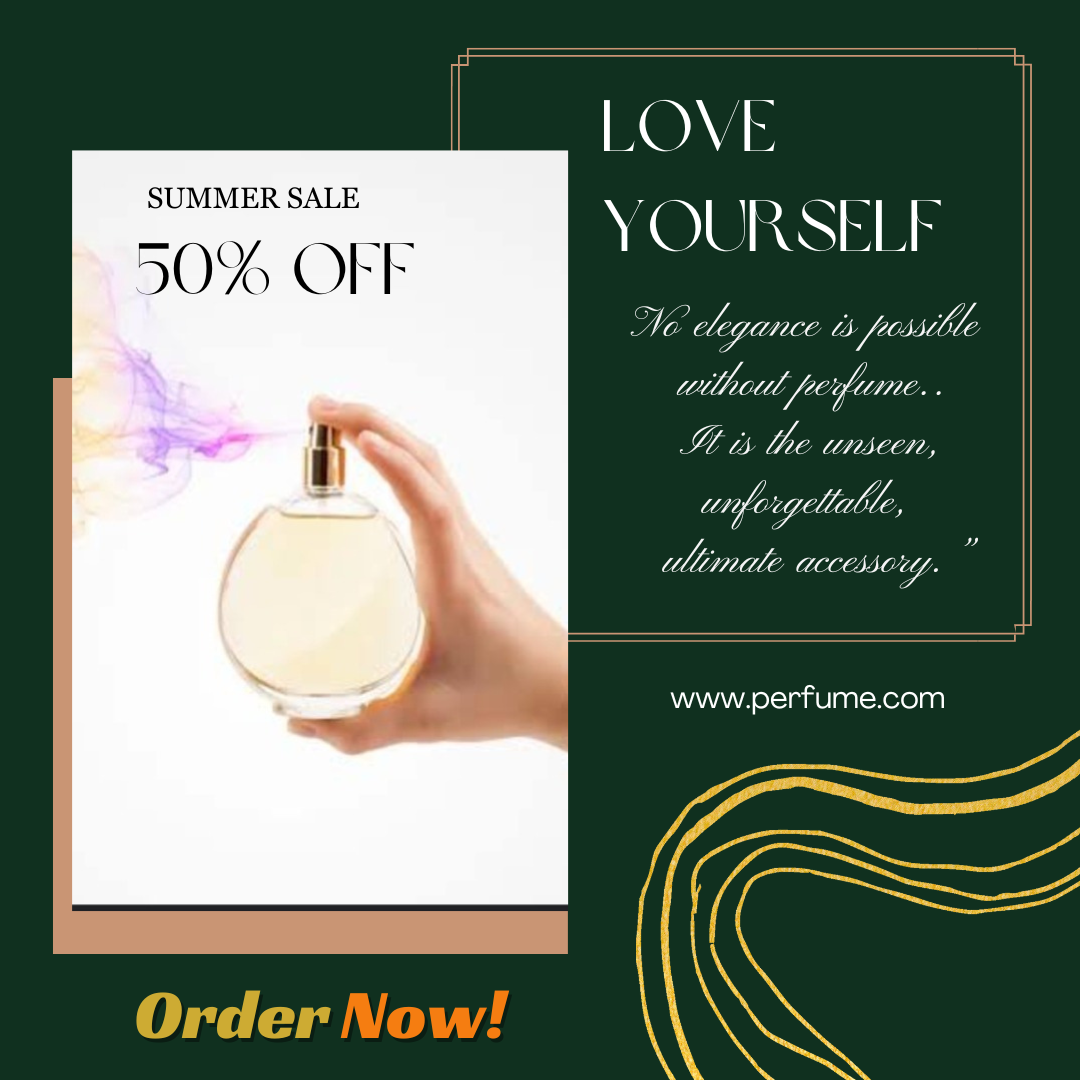 LOVE
YOURSELF
SUMMER SALE
50% OFF
No elegance is possible
without perfume..
It is the unseen,
unforgettable,
ultimate accessory. ”
www.perfume.com
Order Now!